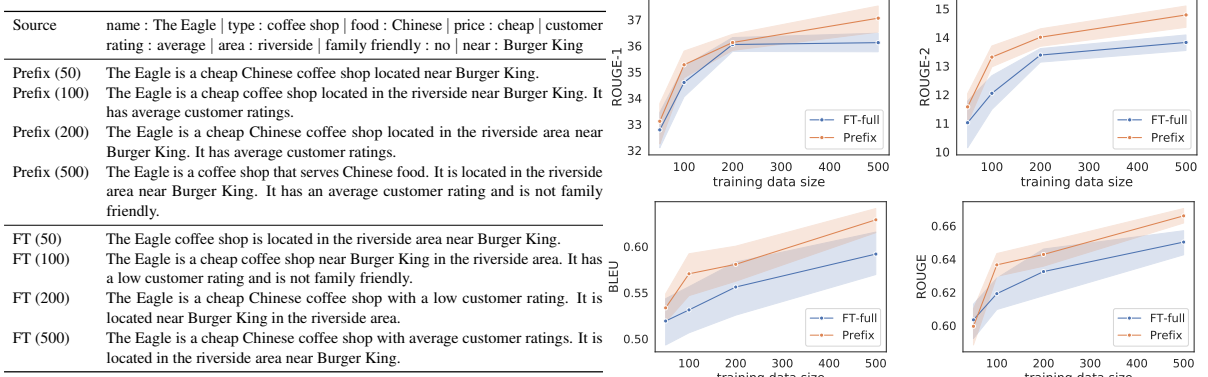 Source name : The Eagle | type : coffee shop | food : Chinese | price : cheap | customer
rating : average | area : riverside | family friendly : no | near : Burger King
Prefix (50) The Eagle is a cheap Chinese coffee shop located near Burger King.
Prefix (100) The Eagle is a cheap coffee shop located in the riverside near Burger King. It
has average customer ratings.
Prefix (200) The Eagle is a cheap Chinese coffee shop located in the riverside area near
Burger King. It has average customer ratings.
Prefix (500) The Eagle is a coffee shop that serves Chinese food. It is located in the riverside
area near Burger King. It has an average customer rating and is not family
friendly.
FT (50) The Eagle coffee shop is located in the riverside area near Burger King.
FT (100) The Eagle is a cheap coffee shop near Burger King in the riverside area. It has
a low customer rating and is not family friendly.
FT (200) The Eagle is a cheap Chinese coffee shop with a low customer rating. It is
located near Burger King in the riverside area.
FT (500) The Eagle is a cheap Chinese coffee shop with average customer ratings. It is
located in the riverside area near Burger King.
ROUGE-1
37
36
35
34
33
32
FT-full
Prefix
100 200 300 400 500
training data size
ROUGE-2
15
14
13
12
11
10
FT-full
Prefix
100 200 300 400 500
training data size
BLEU
0.60
0.55
0.50
FT-full
Prefix
0 100 200 300 400 500
training data size
ROUGE
0.66
0.64
0.62
0.60
FT-full
Prefix
0 100 200 300 400 500
training data size